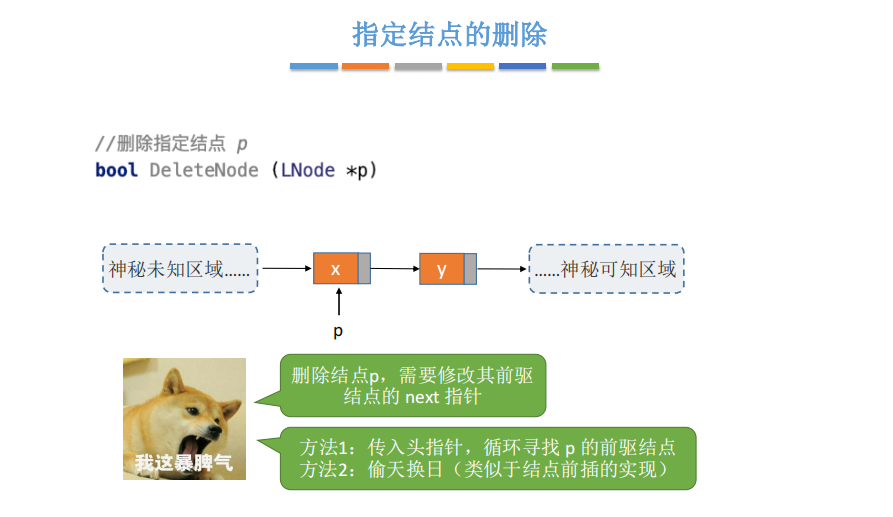 指定结点的删除
//删除指定结点 p
bool DeleteNode (LNode *p)
神秘未知区域……
x
y
……神秘可知区域
p
删除结点p，需要修改其前驱
结点的 next 指针
方法1：传入头指针，循环寻找 p 的前驱结点
方法2：偷天换日（类似于结点前插的实现）
我这暴脾气